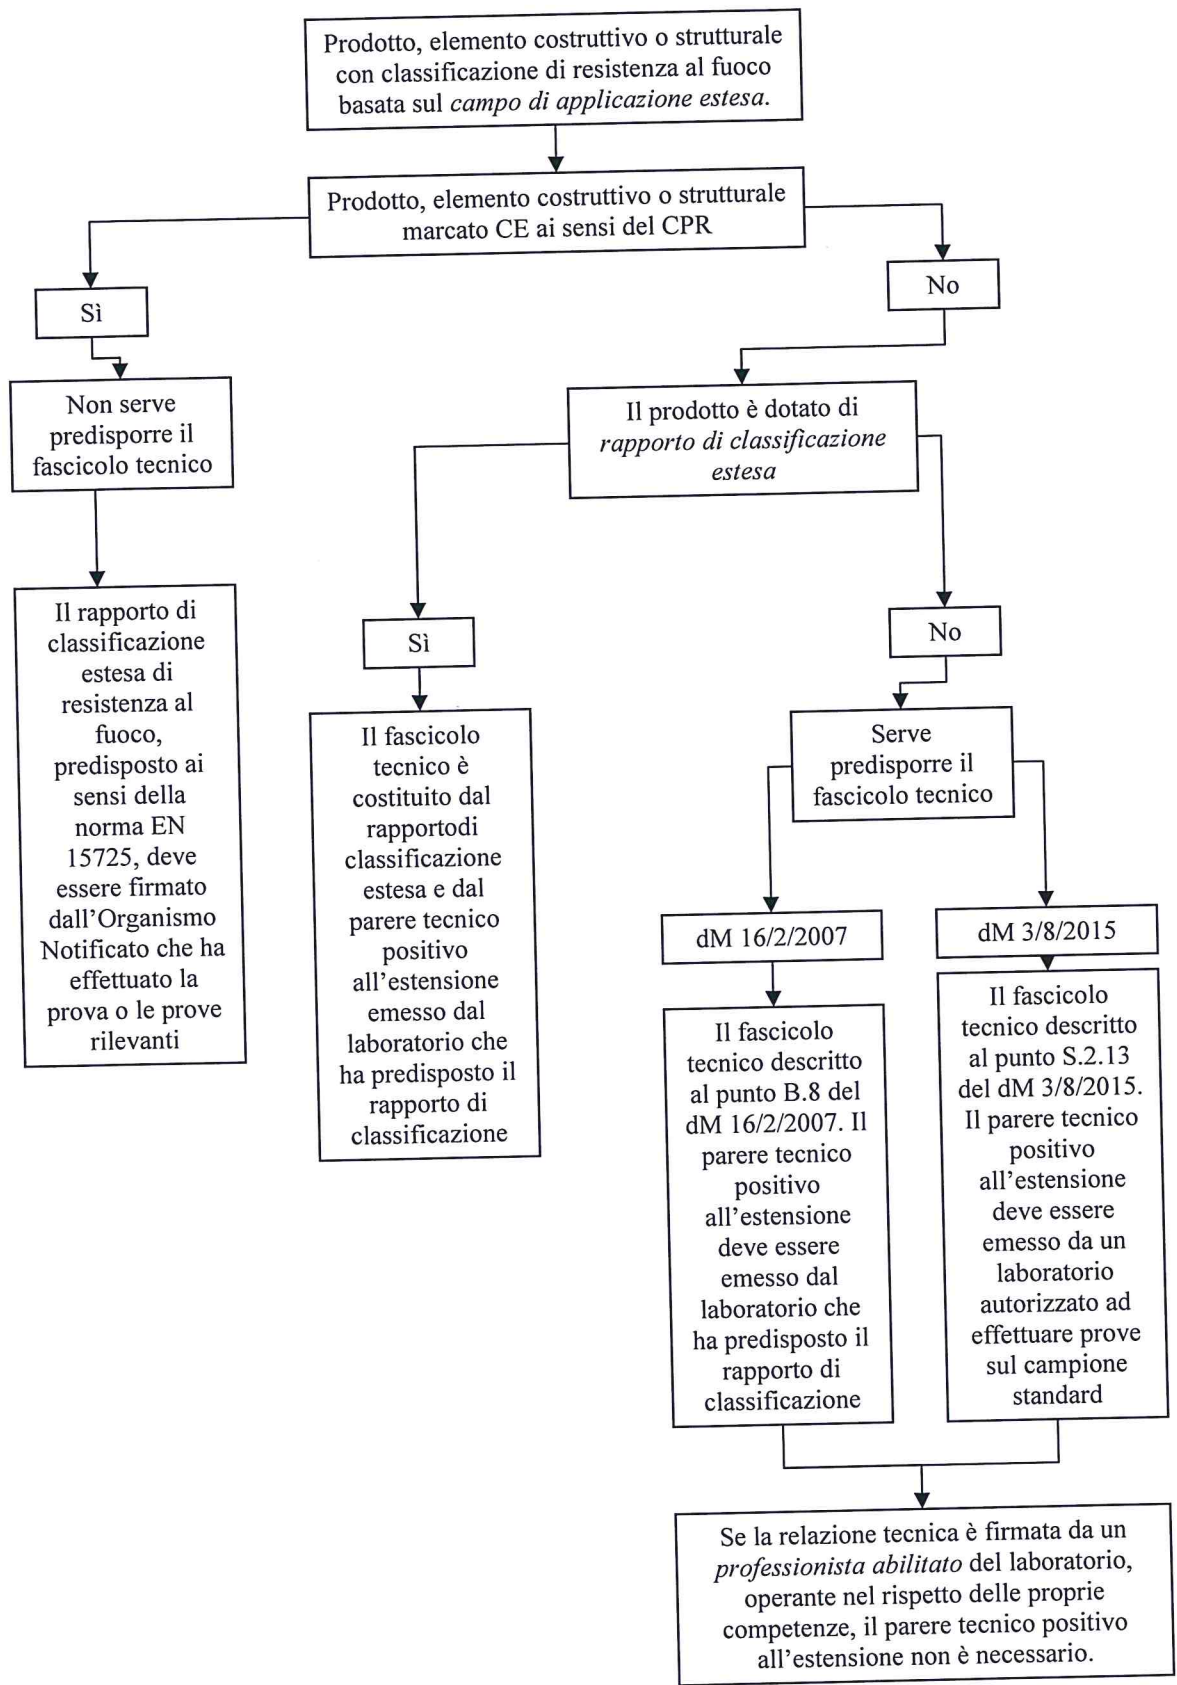 Prodotto, elemento costruttivo o strutturale
con classificazione di resistenza al fuoco
basata sul campo di applicazione estesa.
Prodotto, elemento costruttivo o strutturale
marcato CE ai sensi del CPR
Sì
No
Non serve
predisporre il
fascicolo tecnico
Il prodotto è dotato di
rapporto di classificazione
estesa
Il rapporto di
classificazione
estesa di
resistenza al
fuoco,
predisposto ai
sensi della
norma EN
15725, deve
essere firmato
dall'Organismo
Notificato che ha
effettuato la
prova o le prove
rilevanti
Sì
No
Il fascicolo
tecnico è
costituito dal
rapportodi
classificazione
estesa e dal
parere tecnico
positivo
all'estensione
emesso dal
laboratorio che
ha predisposto il
rapporto di
classificazione
Serve
predisporre il
fascicolo tecnico
dM 16/2/2007
dM 3/8/2015
Il fascicolo
tecnico descritto
al punto B.8 del
dM 16/2/2007. Il
parere tecnico
positivo
all'estensione
deve essere
emesso dal
laboratorio che
ha predisposto il
rapporto di
classificazione
Il fascicolo
tecnico descritto
al punto S.2.13
del dM 3/8/2015.
Il parere tecnico
positivo
all'estensione
deve essere
emesso da un
laboratorio
autorizzato ad
effettuare prove
sul campione
standard
Se la relazione tecnica è firmata da un
professionista abilitato del laboratorio,
operante nel rispetto delle proprie
competenze, il parere tecnico positivo
all'estensione non è necessario.